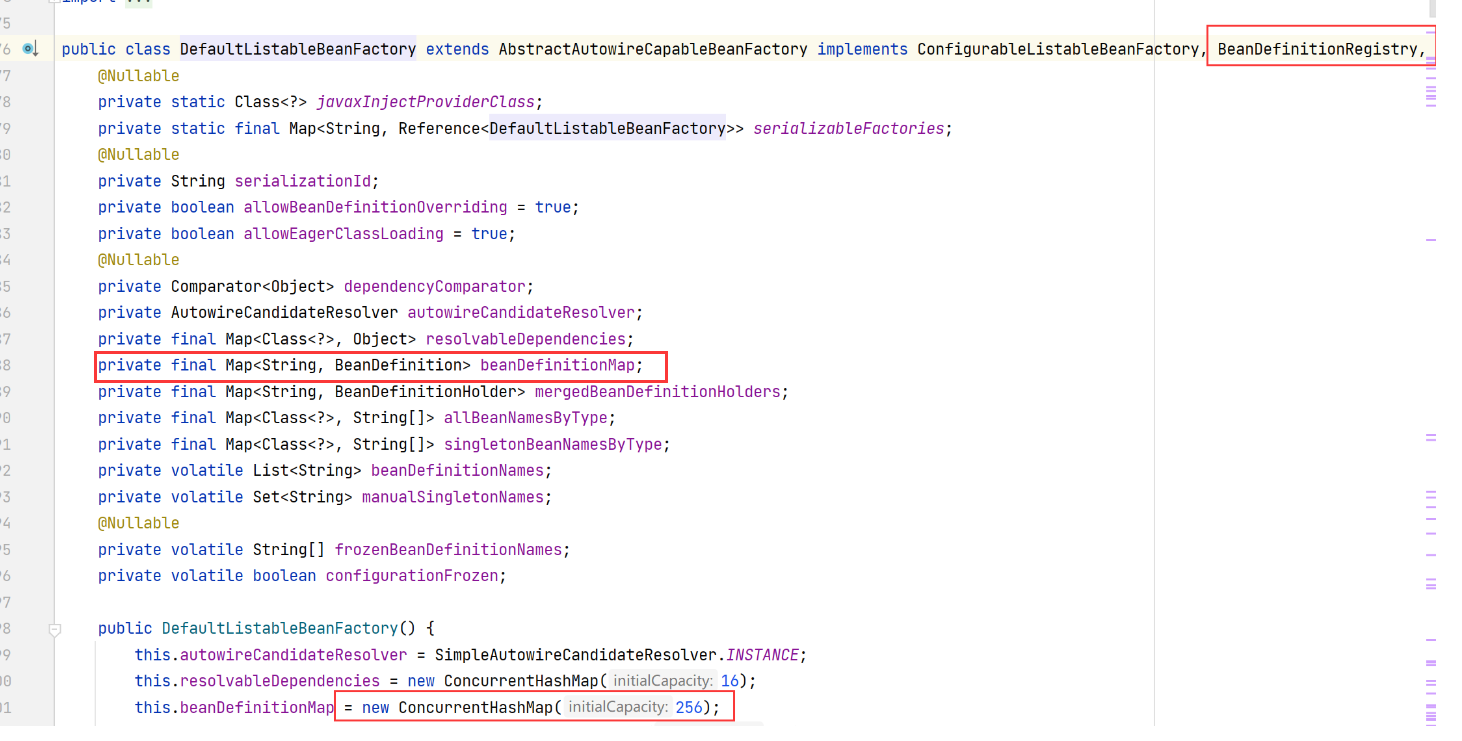 import ...
5
6 public class DefaultListableBeanFactory extends AbstractAutowireCapableBeanFactory implements ConfigurableListableBeanFactory, BeanDefinitionRegistry,
7 @Nullable
8 private static Class<?> javaxInjectProviderClass;
9 private static final Map<String, Reference<DefaultListableBeanFactory>> serializableFactories;
0 @Nullable
1 private String serializationId;
2 private boolean allowBeanDefinitionOverriding = true;
3 private boolean allowEagerClassLoading = true;
4 @Nullable
5 private Comparator<Object> dependencyComparator;
6 private AutowireCandidateResolver autowireCandidateResolver;
7 private final Map<Class<?>, Object> resolvableDependencies;
8 private final Map<String, BeanDefinition> beanDefinitionMap;
9 private final Map<String, BeanDefinitionHolder> mergedBeanDefinitionHolders;
0 private final Map<Class<?>, String[]> allBeanNamesByType;
1 private final Map<Class<?>, String[]> singletonBeanNamesByType;
2 private volatile List<String> beanDefinitionNames;
3 private volatile Set<String> manualSingletonNames;
4 @Nullable
5 private volatile String[] frozenBeanDefinitionNames;
6 private volatile boolean configurationFrozen;
7
8 public DefaultListableBeanFactory() {
9 this.autowireCandidateResolver = SimpleAutowireCandidateResolver.INSTANCE;
0 this.resolvableDependencies = new ConcurrentHashMap( initialCapacity: 16);
1 this.beanDefinitionMap = new ConcurrentHashMap( initialCapacity: 256);